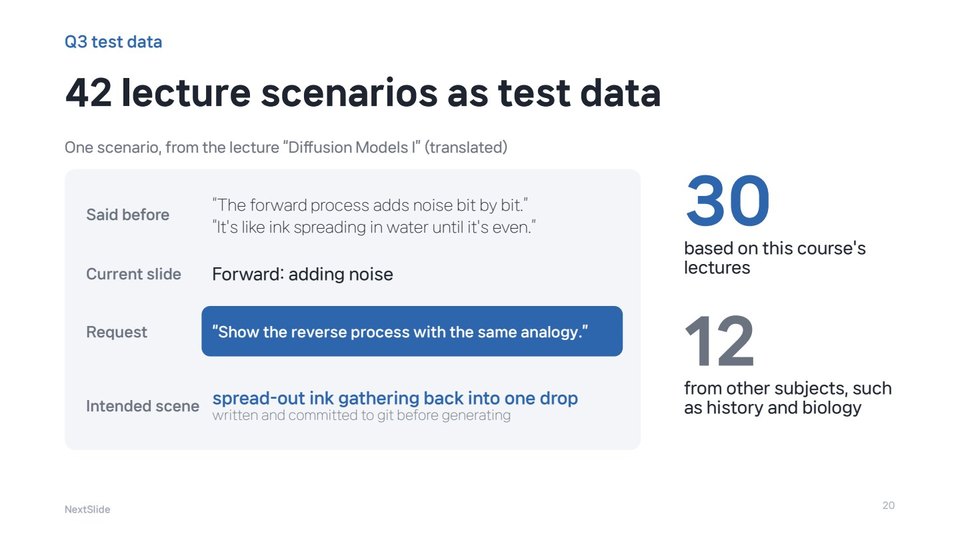 Q3 test data
42 lecture scenarios as test data
One scenario, from the lecture "Diffusion Models I" (translated)
Said before
"The forward process adds noise bit by bit."
"It's like ink spreading in water until it's even."
Current slide
Forward: adding noise
Request
"Show the reverse process with the same analogy."
Intended scene
spread-out ink gathering back into one drop
written and committed to git before generating
30
based on this course's
lectures
12
from other subjects, such
as history and biology
NextSlide
20